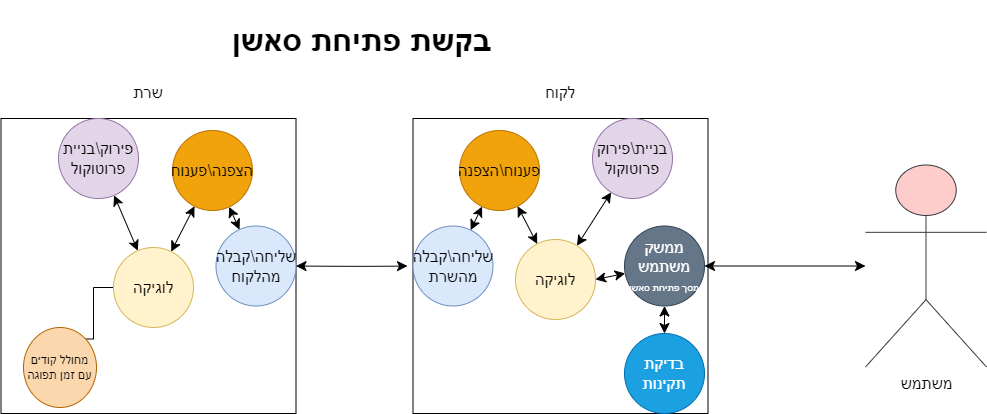 בקשת פתיחת סאשן
לקוח
שרת
בניית\פירוק
פרוטוקול
פענוח\הצפנה
ממשק
משתמש
מסך פתיחת סאשן
שליחה\קבלה
מהשרת
לוגיקה
בדיקת
תקינות
משתמש
הצפנה\פענוח
פירוק\בניית
פרוטוקול
שליחה\קבלה
מהלקוח
לוגיקה
מחולל קודים
עם זמן תפוגה